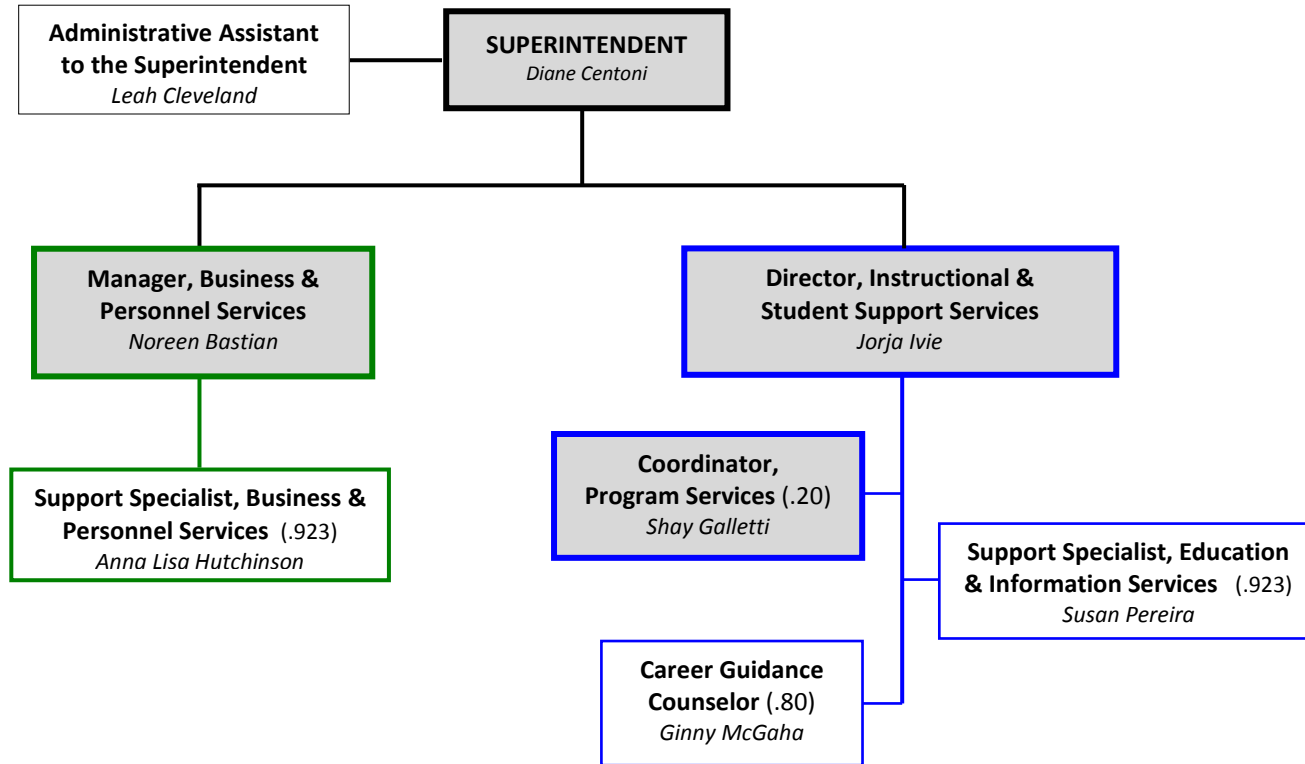 Administrative Assistant
to the Superintendent
Leah Cleveland
SUPERINTENDENT
Diane Centoni
Manager, Business &
Personnel Services
Noreen Bastian
Director, Instructional &
Student Support Services
Jorja Ivie
Support Specialist, Business &
Personnel Services (.923)
Anna Lisa Hutchinson
Coordinator,
Program Services (.20)
Shay Galletti
Support Specialist, Education
& Information Services (.923)
Susan Pereira
Career Guidance
Counselor (.80)
Ginny McGaha